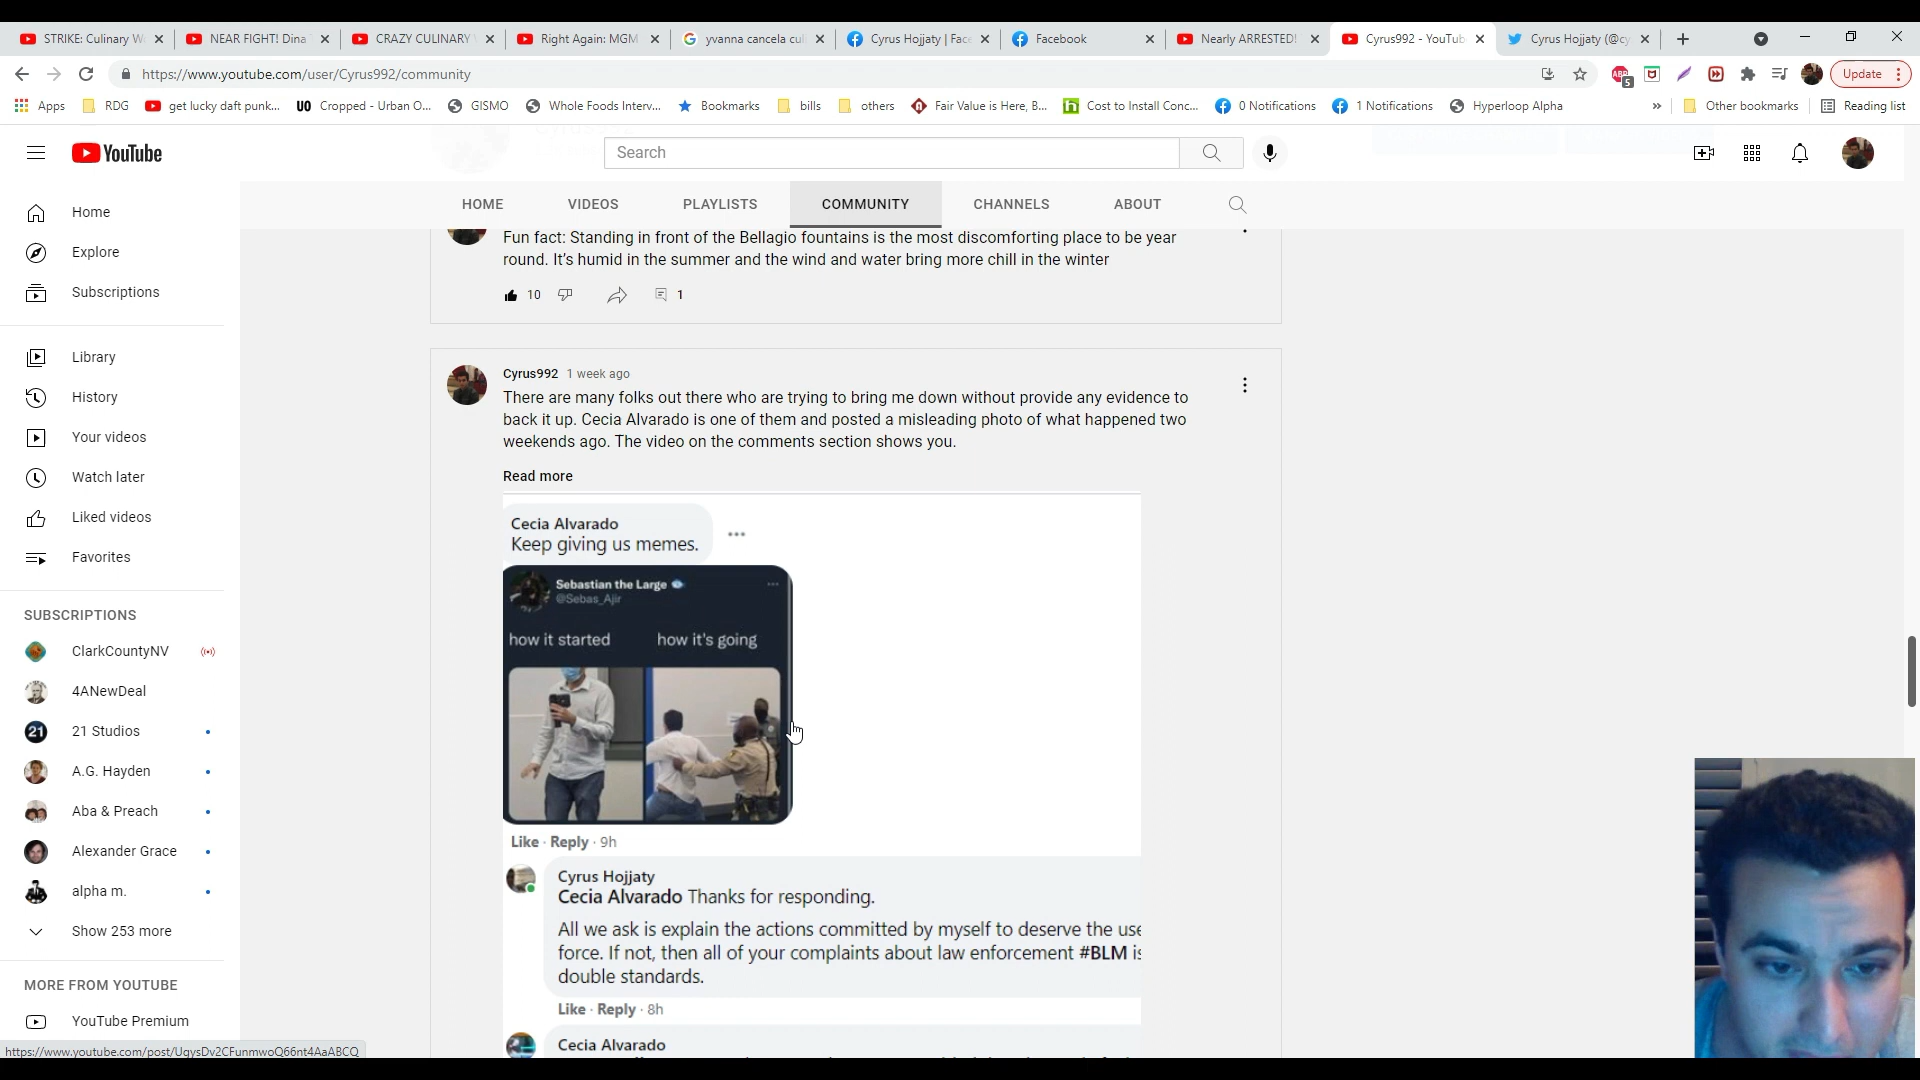 STRIKE: Culinary W
NEAR FIGHT! Dina
CRAZY CULINARY
Right Again: MGM
yvanna cancela culi
Cyrus Hojjaty | Face
Facebook
Nearly ARRESTED!
Cyrus992 - YouTube
Cyrus Hojjaty (@cy
https://www.youtube.com/user/Cyrus992/community
ABP
5
Update
Apps
RDG
get lucky daft punk...
UO Cropped - Urban O...
GISMO
Whole Foods Interv...
Bookmarks
bills
others
Fair Value is Here, B...
Cost to Install Conc...
0 Notifications
1 Notifications
Hyperloop Alpha
»
Other bookmarks
Reading list
YouTube
Search
HOME
VIDEOS
PLAYLISTS
COMMUNITY
CHANNELS
ABOUT
Home
Explore
Subscriptions
Library
History
Your videos
Watch later
Liked videos
Favorites
SUBSCRIPTIONS
ClarkCountyNV
4ANewDeal
21
21 Studios
A.G. Hayden
Aba & Preach
Alexander Grace
alpha m.
Show 253 more
MORE FROM YOUTUBE
YouTube Premium
Fun fact: Standing in front of the Bellagio fountains is the most discomforting place to be year
round. It's humid in the summer and the wind and water bring more chill in the winter
10
1
Cyrus992 1 week ago
There are many folks out there who are trying to bring me down without provide any evidence to
back it up. Cecia Alvarado is one of them and posted a misleading photo of what happened two
weekends ago. The video on the comments section shows you.
Read more
Cecia Alvarado
Keep giving us memes.
Sebastian the Large
@Sebas_Ajir
how it started
how it's going
Like · Reply · 9h
Cyrus Hojjaty
Cecia Alvarado Thanks for responding.
All we ask is explain the actions committed by myself to deserve the use
force. If not, then all of your complaints about law enforcement #BLM is
double standards.
Like · Reply · 8h
Cecia Alvarado
https://www.youtube.com/post/UgysDv2CFunmwoQ66nt4AaABCQ